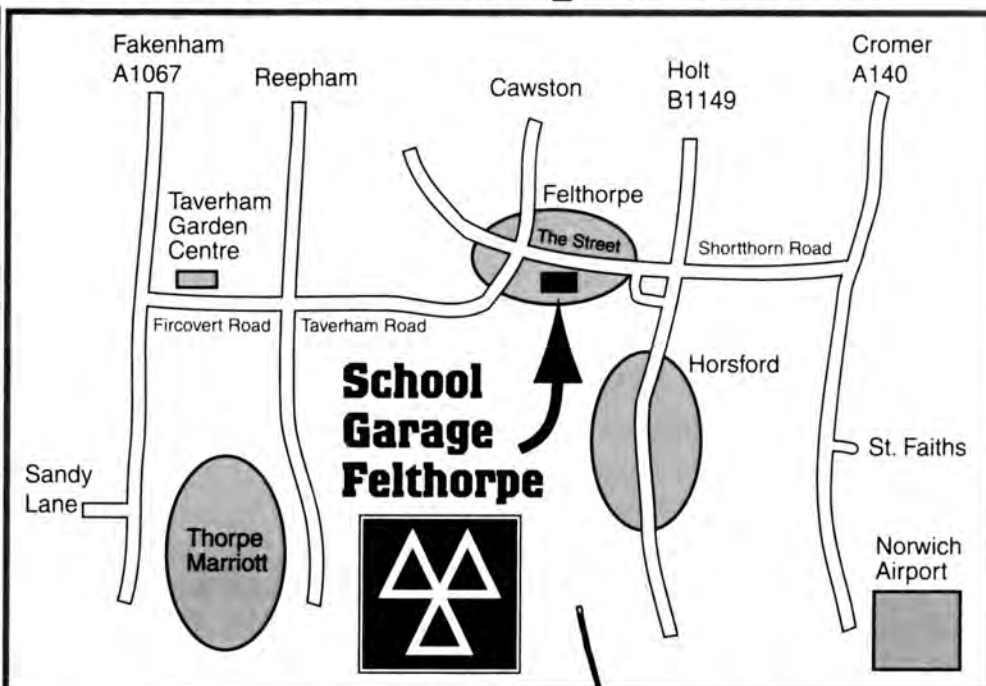 Fakenham
A1067
Reepham
Cawston
Holt
B1149
Cromer
A140
Taverham
Garden
Centre
Felthorpe
The Street
Shortthorn Road
Fircovert Road
Taverham Road
School
Garage
Felthorpe
Horsford
Sandy
Lane
St. Faiths
Thorpe
Marriott
Norwich
Airport